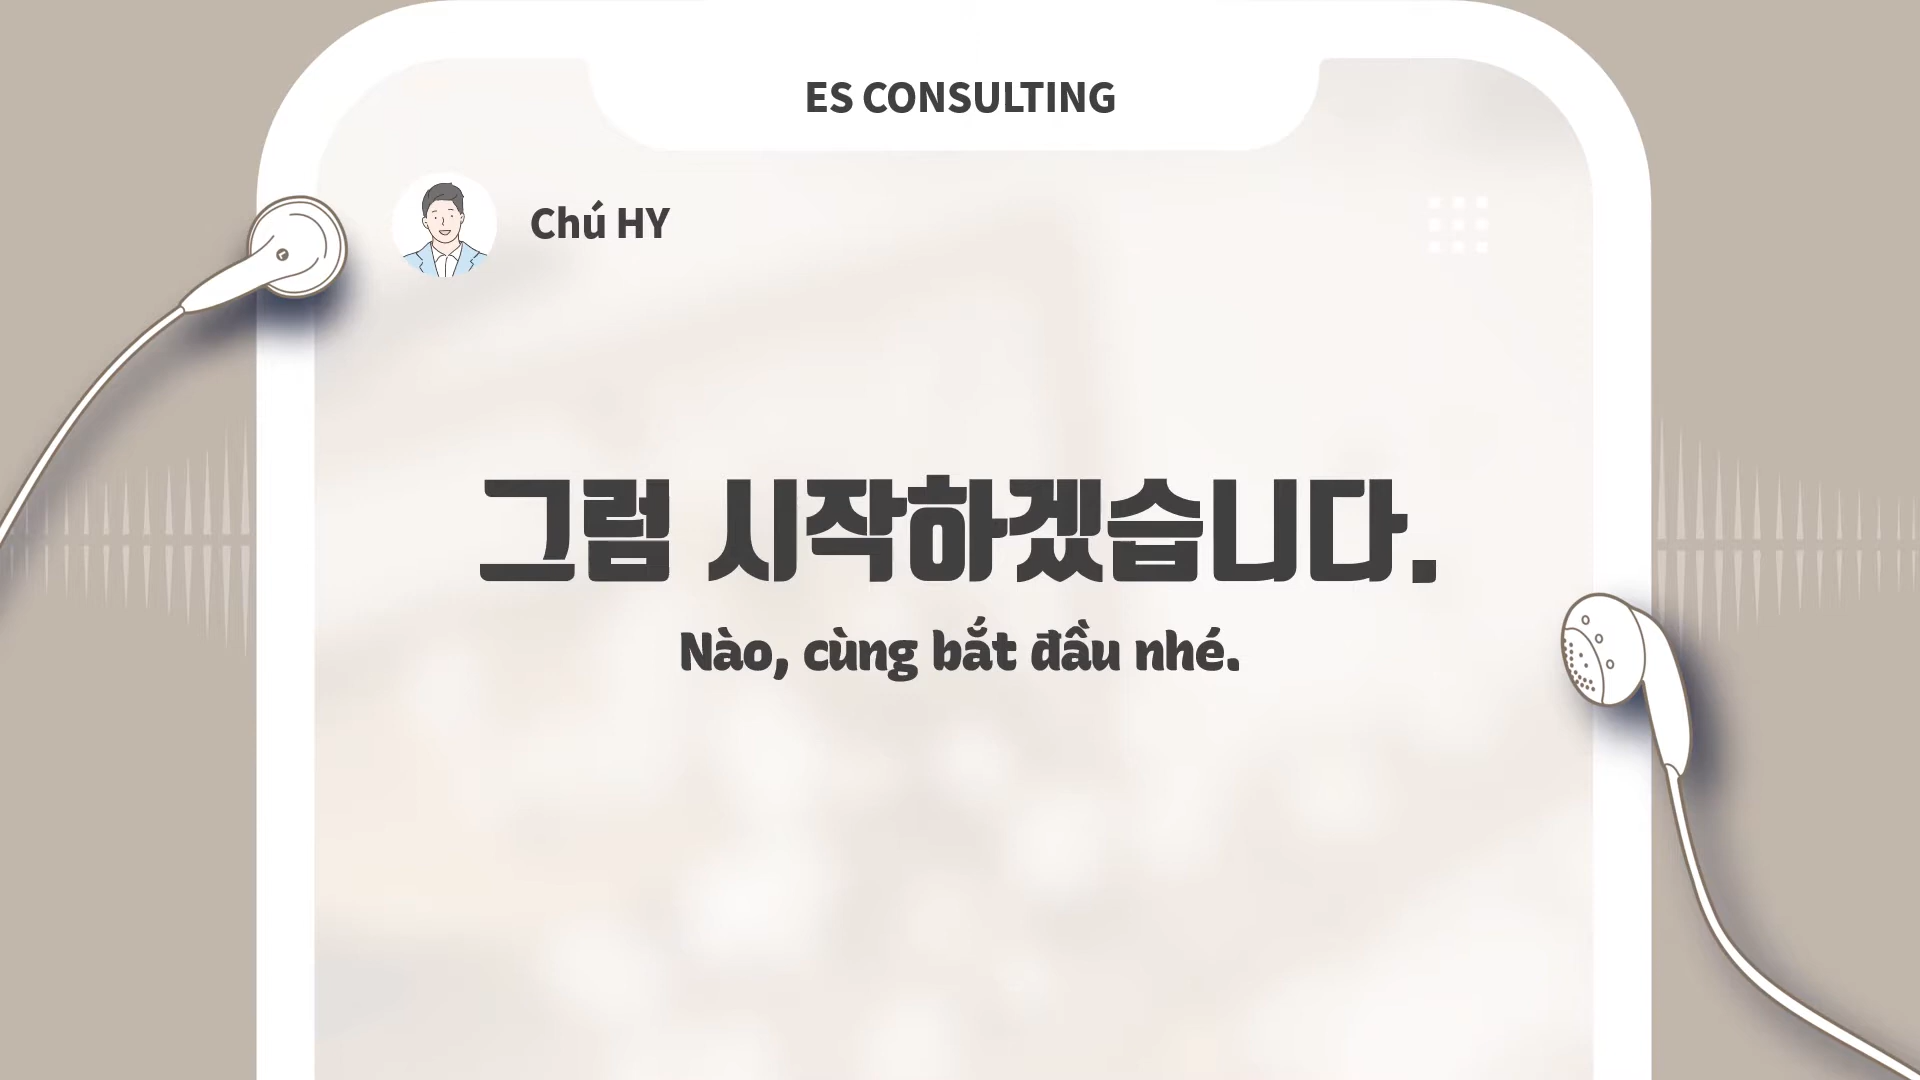 ES CONSULTING
Chú HY
그럼 시작하겠습니다.
Nào, cùng bắt đầu nhé.